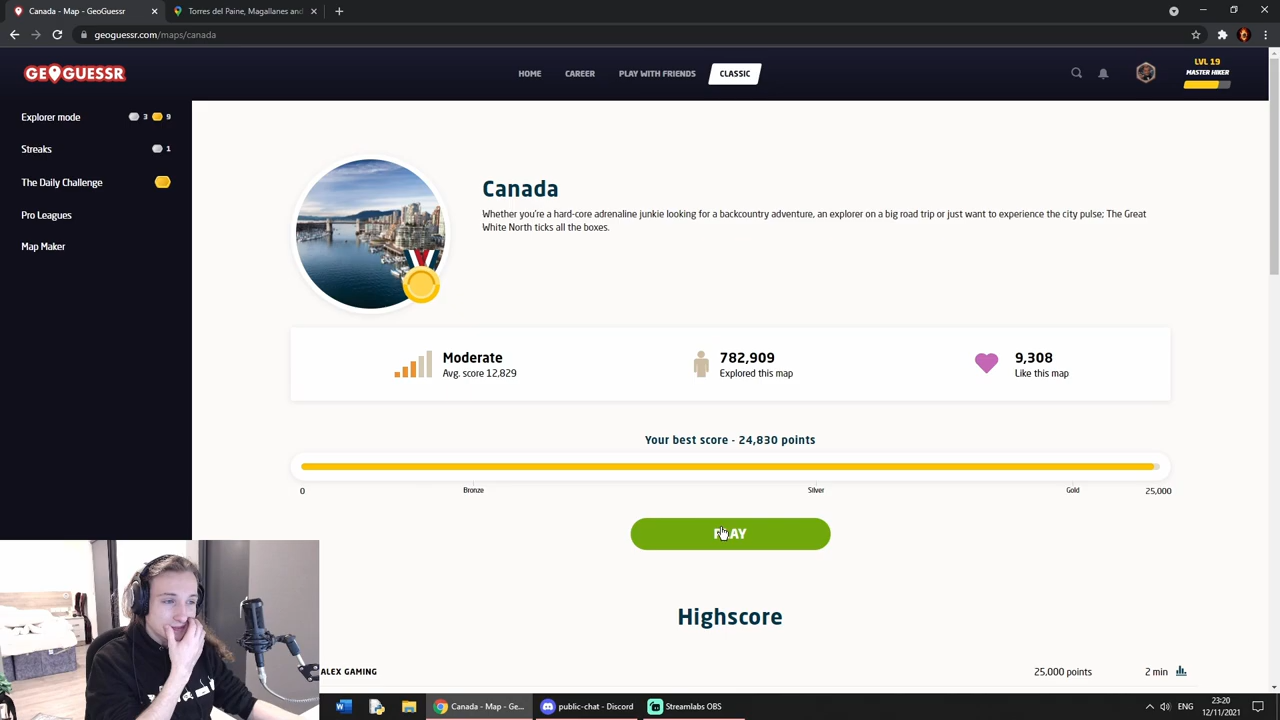 Canada - Map - GeoGuessr
Torres del Paine, Magallanes and
geoguessr.com/maps/canada
GEOGUESSR
HOME
CAREER
PLAY WITH FRIENDS
CLASSIC
LVL 19
MASTER HIKER
Explorer mode
3
9
Streaks
1
The Daily Challenge
Pro Leagues
Map Maker
Canada
Whether you're a hard-core adrenaline junkie looking for a backcountry adventure, an explorer on a big road trip or just want to experience the city pulse; The Great
White North ticks all the boxes.
Moderate
Avg. score 12,829
782,909
Explored this map
9,308
Like this map
Your best score - 24,830 points
0
Bronze
Silver
Gold
25,000
PLAY
Highscore
ALEX GAMING
25,000 points
2 min
Canada - Map - Ge...
public-chat - Discord
Streamlabs OBS
ENG
23:20
12/11/2021